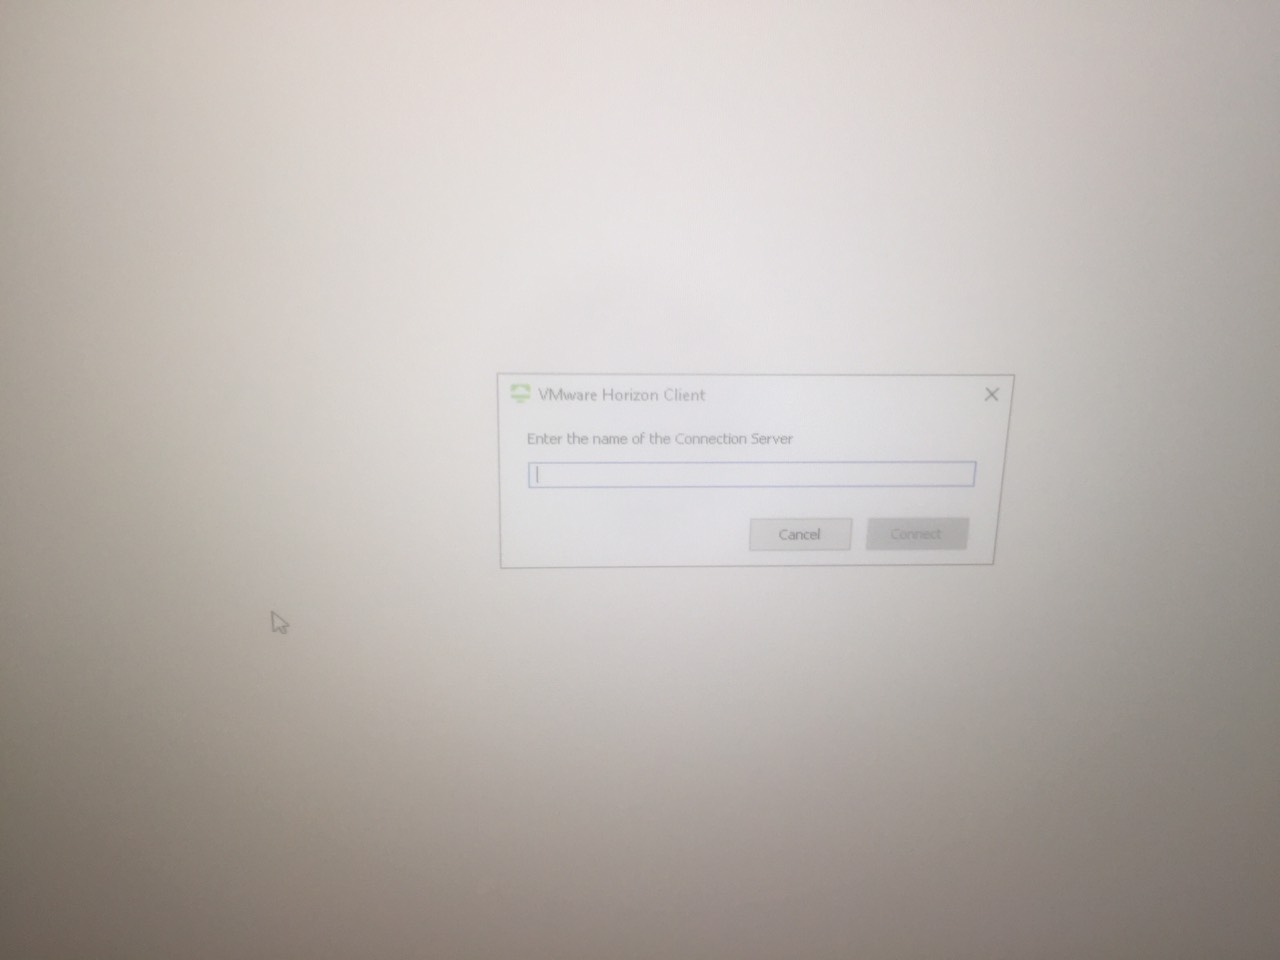 VMware Horizon Client
Enter the name of the Connection Server
Cancel
Connect